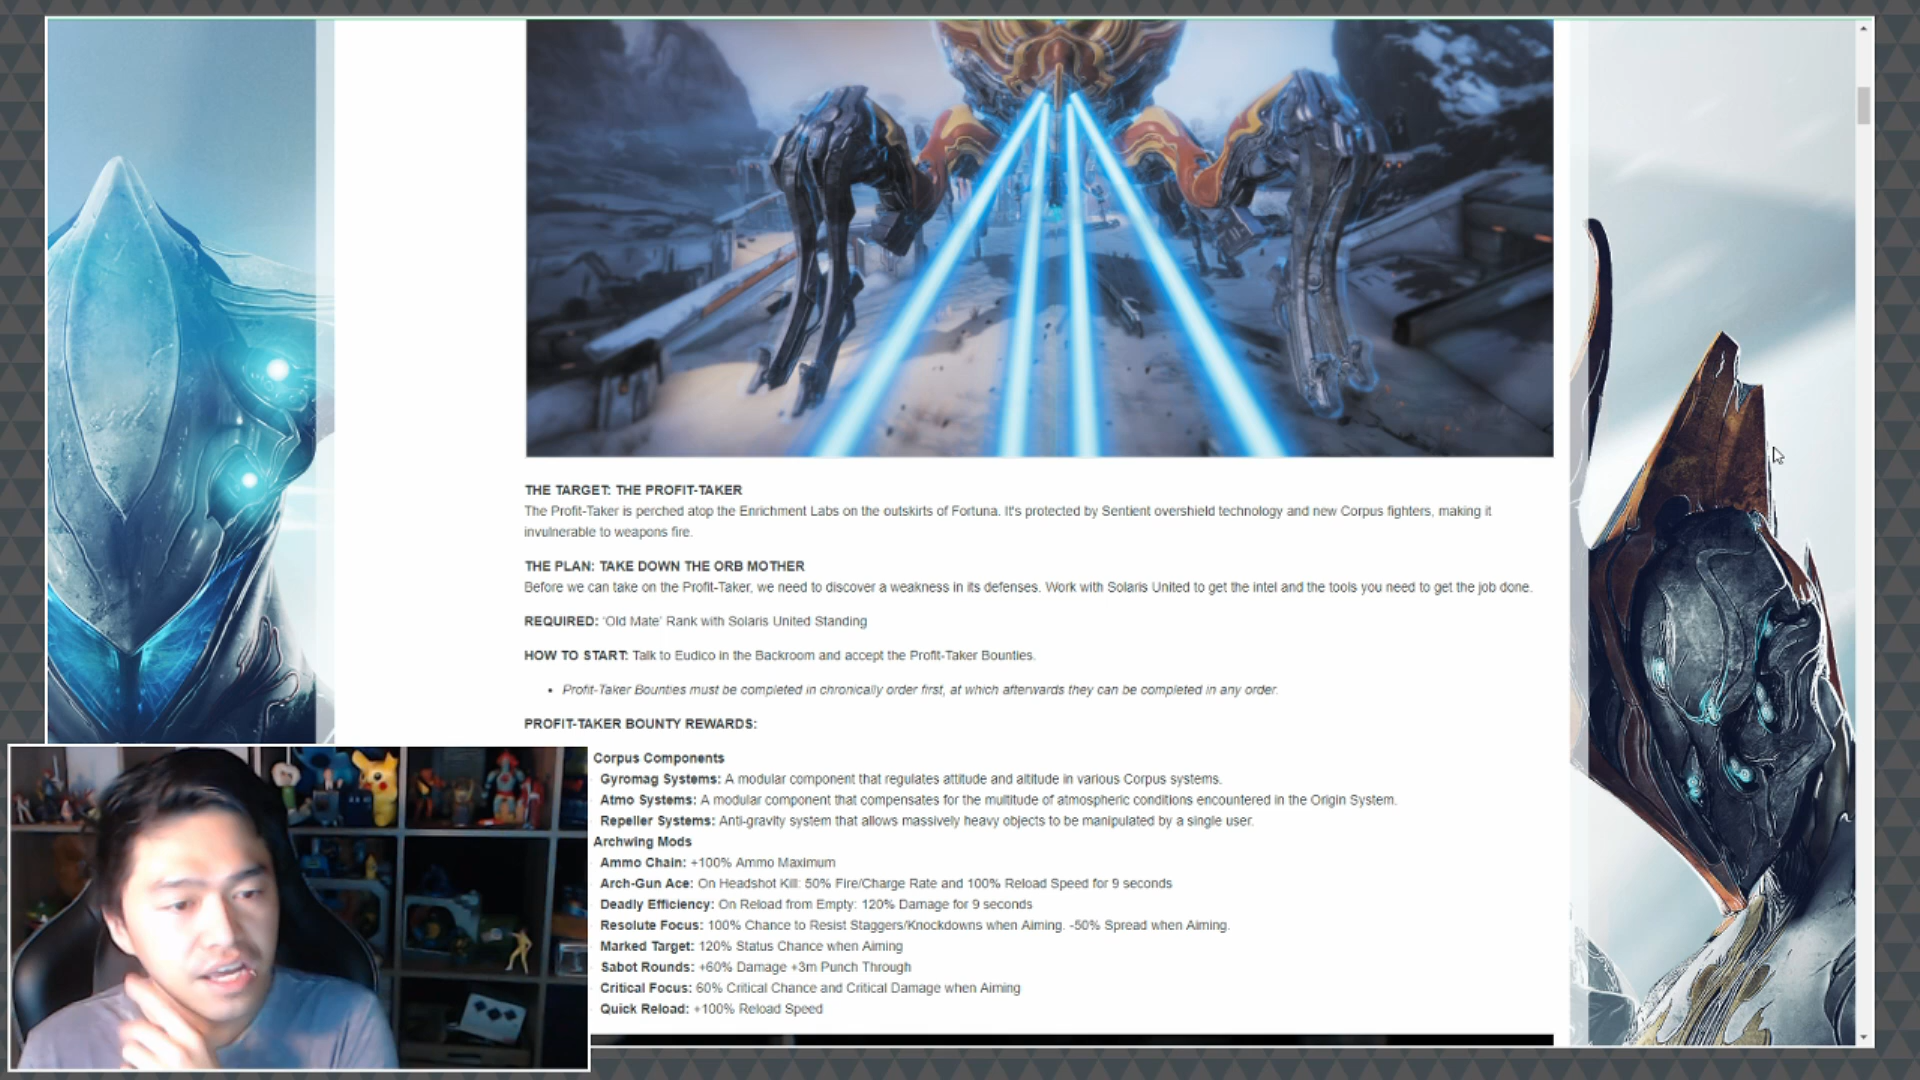 THE TARGET: THE PROFIT-TAKER
The Profit-Taker is perched atop the Enrichment Labs on the outskirts of Fortuna. It's protected by Sentient overshield technology and new Corpus fighters, making it
invulnerable to weapons fire.
THE PLAN: TAKE DOWN THE ORB MOTHER
Before we can take on the Profit-Taker, we need to discover a weakness in its defenses. Work with Solaris United to get the intel and the tools you need to get the job done.
REQUIRED: 'Old Mate' Rank with Solaris United Standing
HOW TO START: Talk to Eudico in the Backroom and accept the Profit-Taker Bounties.
• Profit-Taker Bounties must be completed in chronically order first, at which afterwards they can be completed in any order.
PROFIT-TAKER BOUNTY REWARDS:
Corpus Components
Gyromag Systems: A modular component that regulates attitude and altitude in various Corpus systems.
Atmo Systems: A modular component that compensates for the multitude of atmospheric conditions encountered in the Origin System.
Repeller Systems: Anti-gravity system that allows massively heavy objects to be manipulated by a single user.
Archwing Mods
Ammo Chain: +100% Ammo Maximum
Arch-Gun Ace: On Headshot Kill: 50% Fire/Charge Rate and 100% Reload Speed for 9 seconds
Deadly Efficiency: On Reload from Empty: 120% Damage for 9 seconds
Resolute Focus: 100% Chance to Resist Staggers/Knockdowns when Aiming. -50% Spread when Aiming.
Marked Target: 120% Status Chance when Aiming
Sabot Rounds: +60% Damage +3m Punch Through
Critical Focus: 60% Critical Chance and Critical Damage when Aiming
Quick Reload: +100% Reload Speed